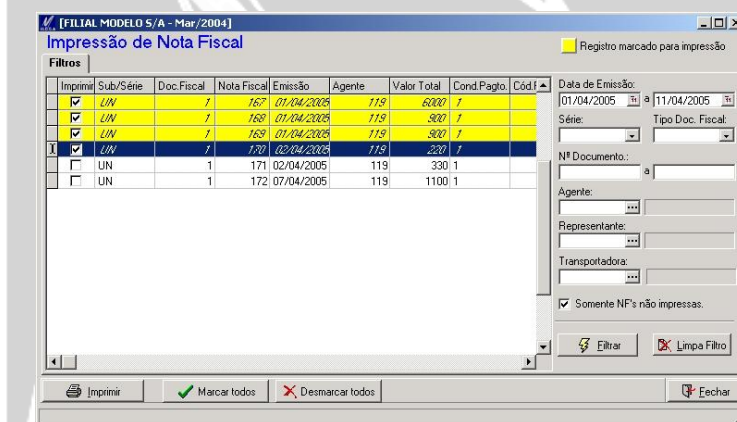 [FILIAL MODELO S/A - Mar/2004]
Impressão de Nota Fiscal
Registro marcado para impressão
Filtros
Imprimir Sub/Série Doc.Fiscal Nota Fiscal Emissão Agente Valor Total Cond.Pagto. Cód.F
UN 1 167 01/04/2005 119 6000 1
UN 1 168 01/04/2005 119 900 1
UN 1 169 01/04/2005 119 900 1
UN 1 170 02/04/2005 119 220 1
UN 1 171 02/04/2005 119 330 1
UN 1 172 07/04/2005 119 1100 1
Data de Emissão:
01/04/2005 a 11/04/2005
Série: Tipo Doc. Fiscal:
Nº Documento.:
a
Agente:
Representante:
Transportadora:
Somente NF's não impressas.
Filtrar Limpa Filtro
Imprimir Marcar todos Desmarcar todos Fechar